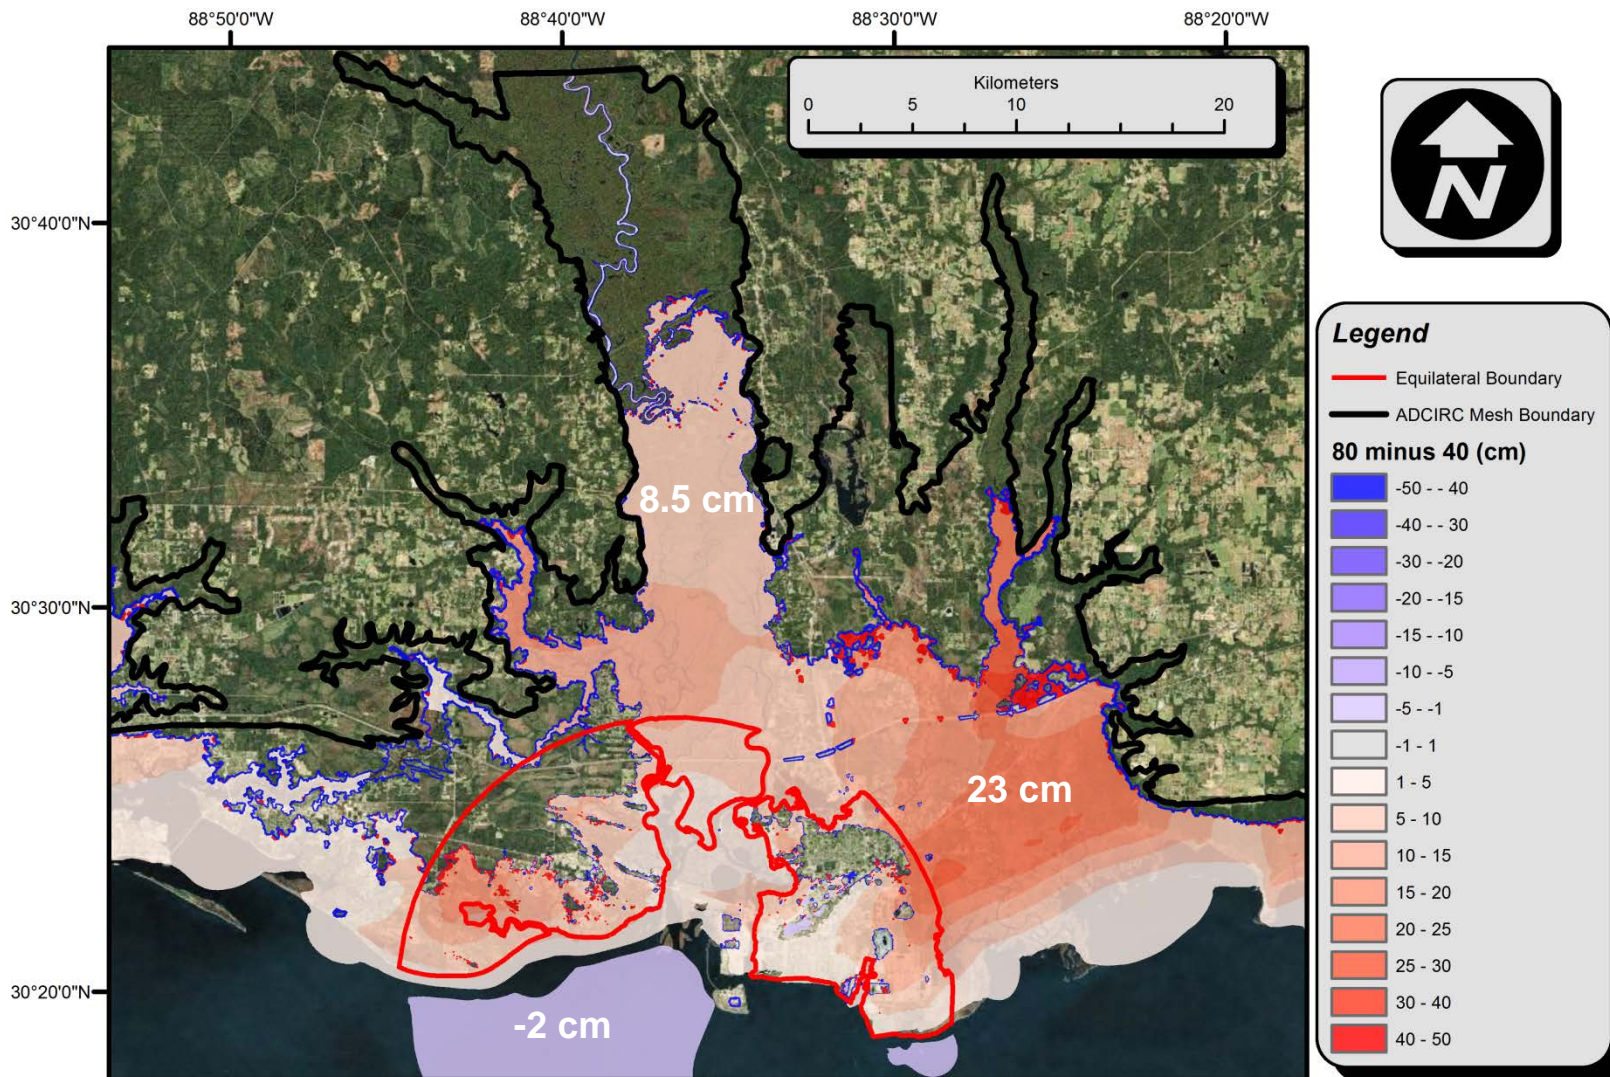 88°50'0"W 88°40'0"W 88°30'0"W 88°20'0"W
Kilometers
0 5 10 20
N
30°40'0"N
30°30'0"N
30°20'0"N
8.5 cm
23 cm
-2 cm
Legend
Equilateral Boundary
ADCIRC Mesh Boundary
80 minus 40 (cm)
-50 - -40
-40 - -30
-30 - -20
-20 - -15
-15 - -10
-10 - -5
-5 - -1
-1 - 1
1 - 5
5 - 10
10 - 15
15 - 20
20 - 25
25 - 30
30 - 40
40 - 50